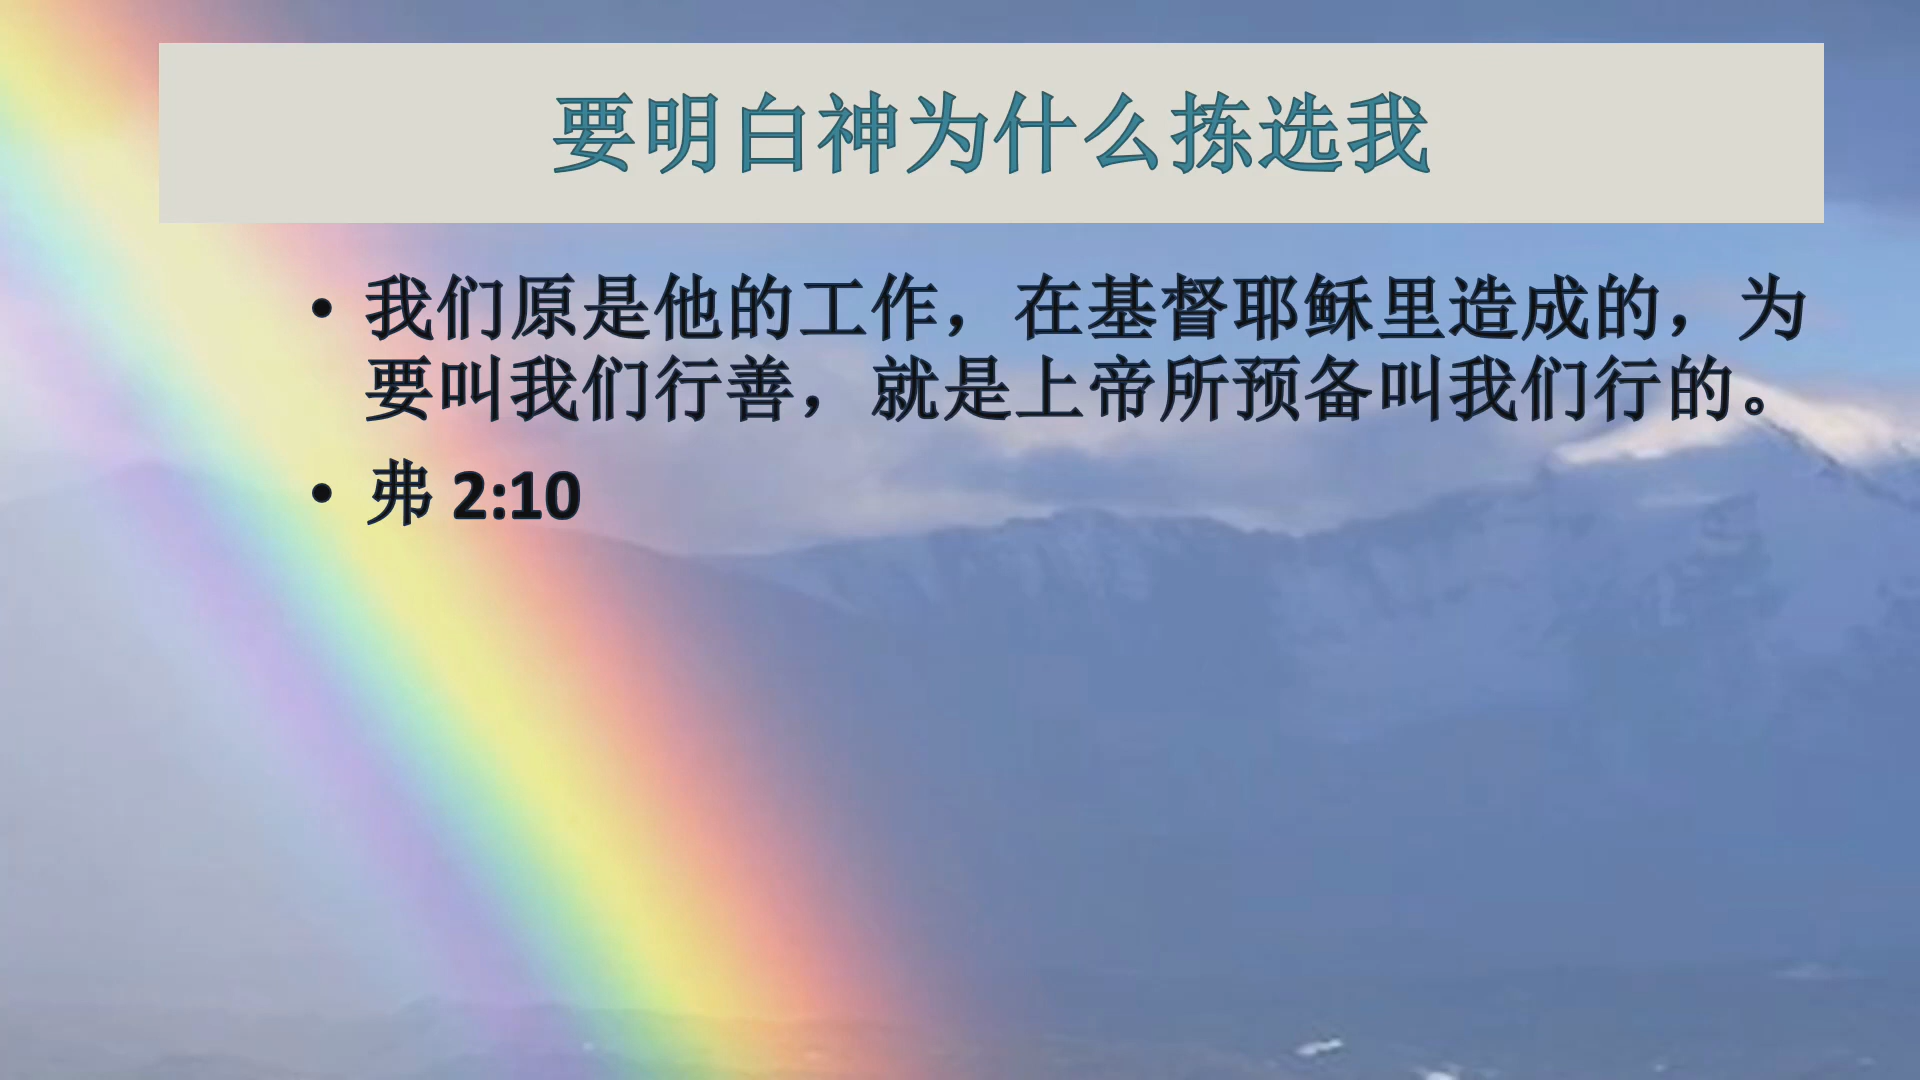 要明白神为什么拣选我
• 我们原是他的工作，在基督耶稣里造成的，为
要叫我们行善，就是上帝所预备叫我们行的。
• 弗 2:10